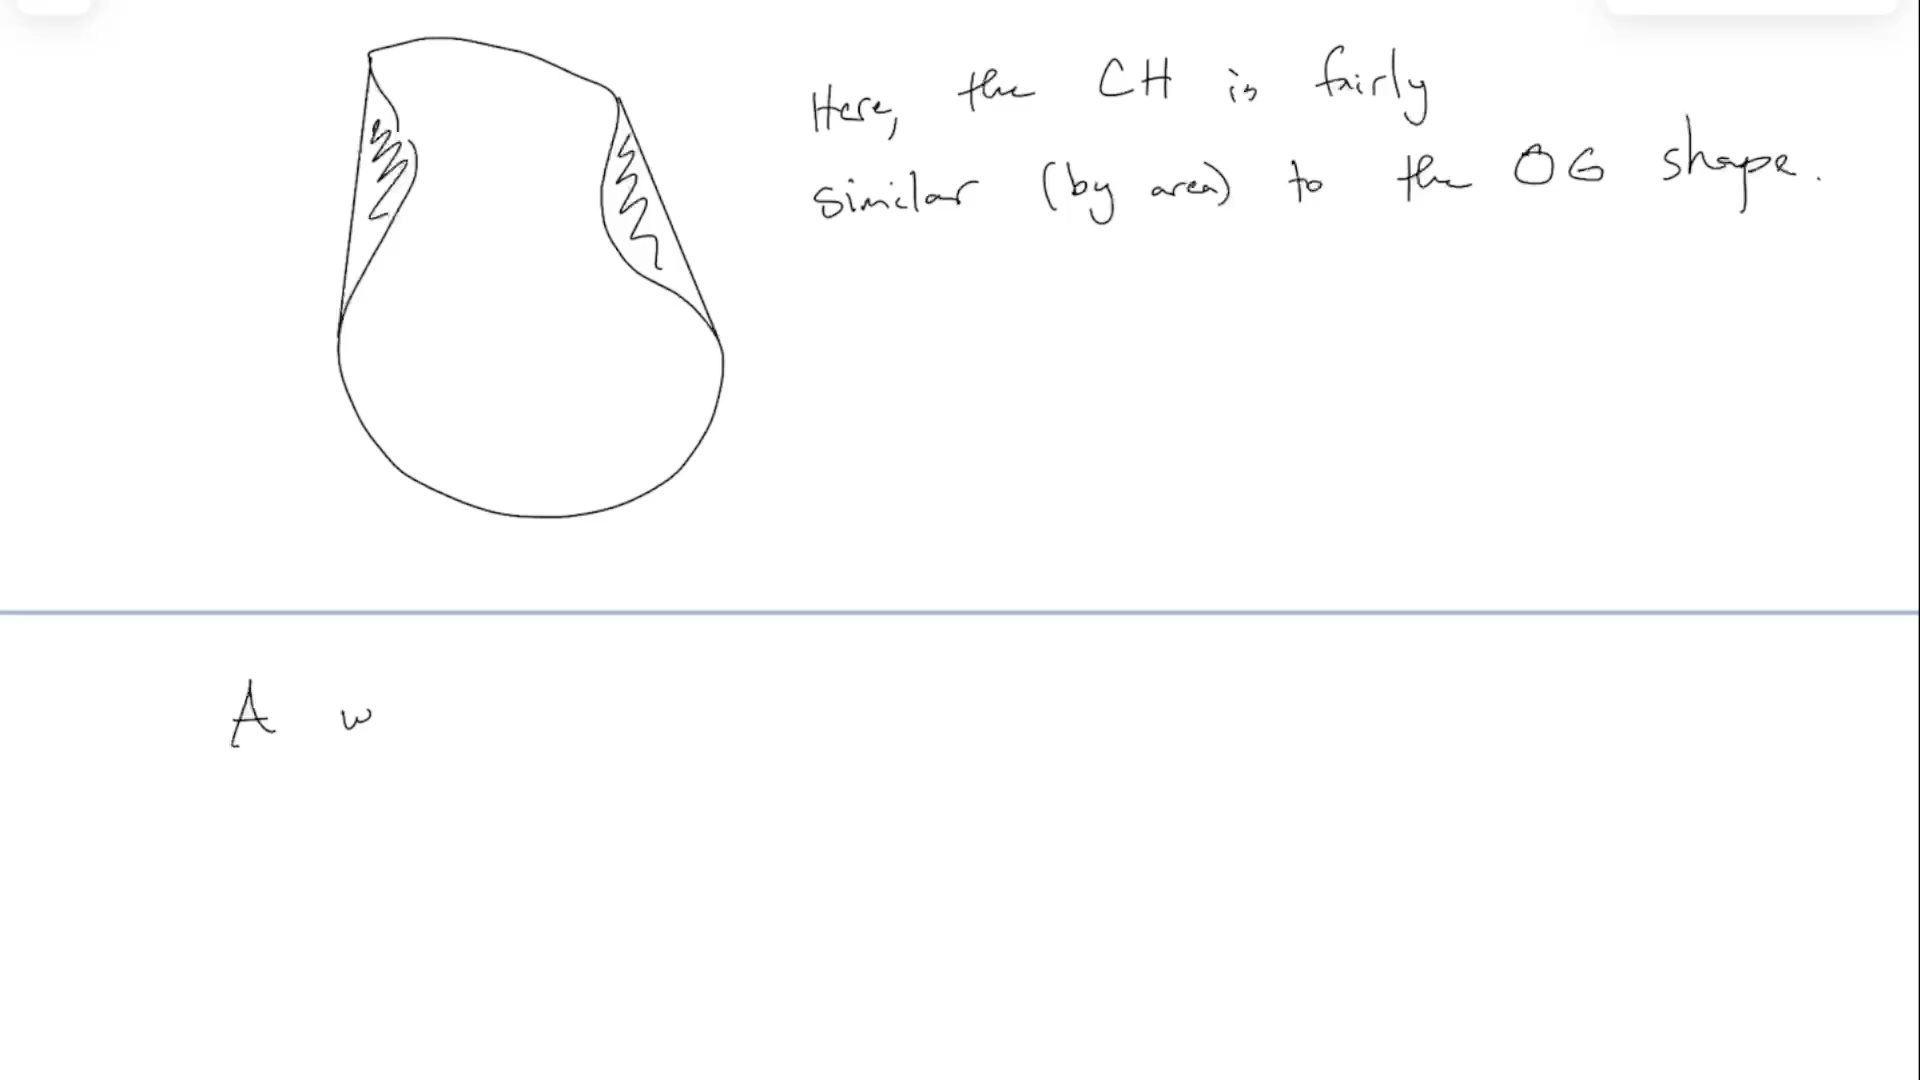 Here, the CH is fairly
similar (by area) to the OG shape.
A w